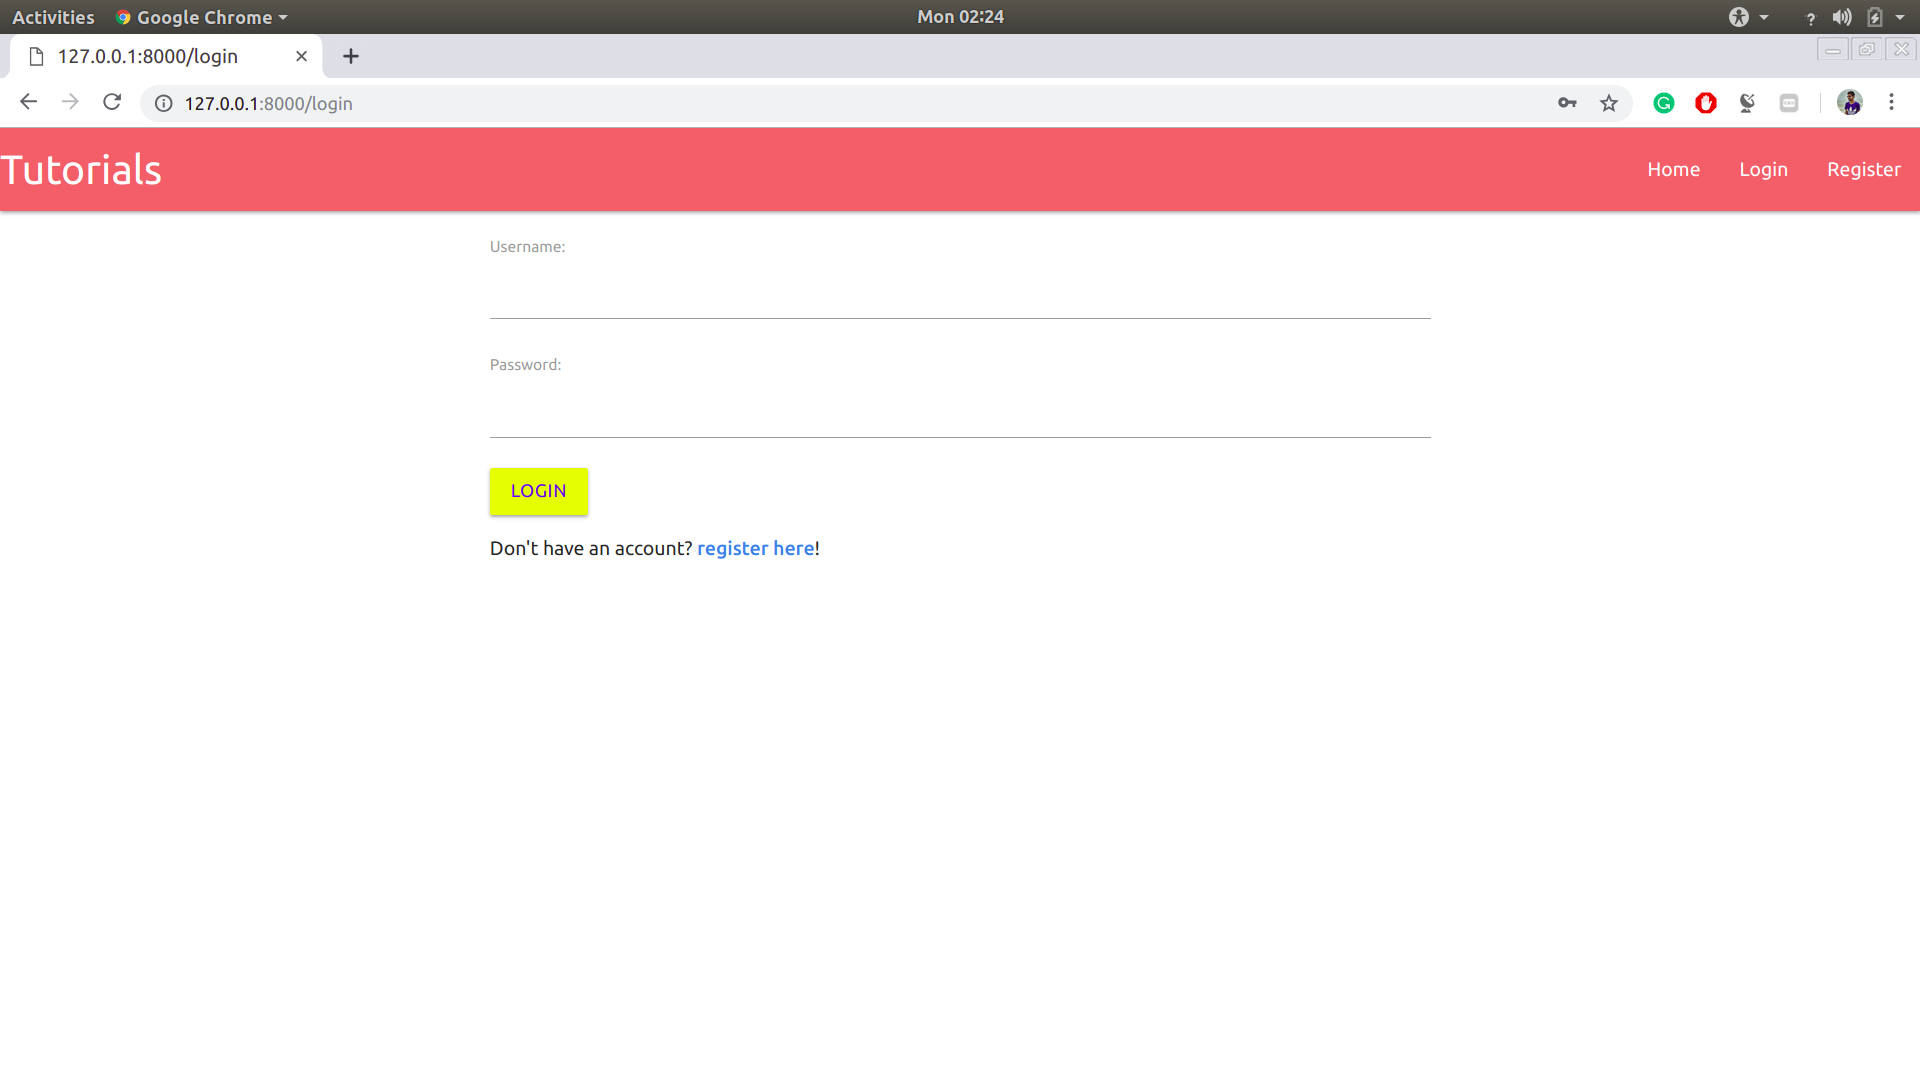 Activities Google Chrome Mon 02:24
127.0.0.1:8000/login
127.0.0.1:8000/login
Tutorials Home Login Register
Username:
Password:
LOGIN
Don't have an account? register here!